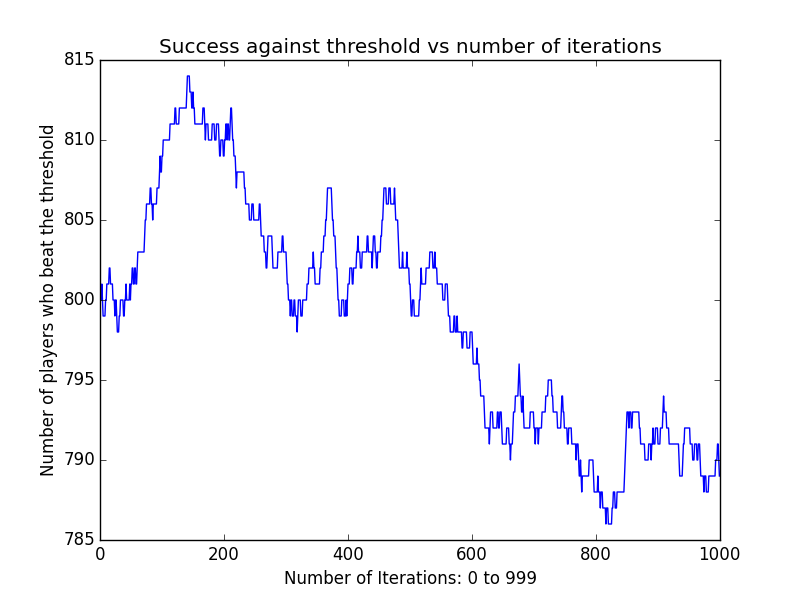 Success against threshold vs number of iterations
815
810
805
800
795
790
785
Number of players who beat the threshold
0 200 400 600 800 1000
Number of Iterations: 0 to 999